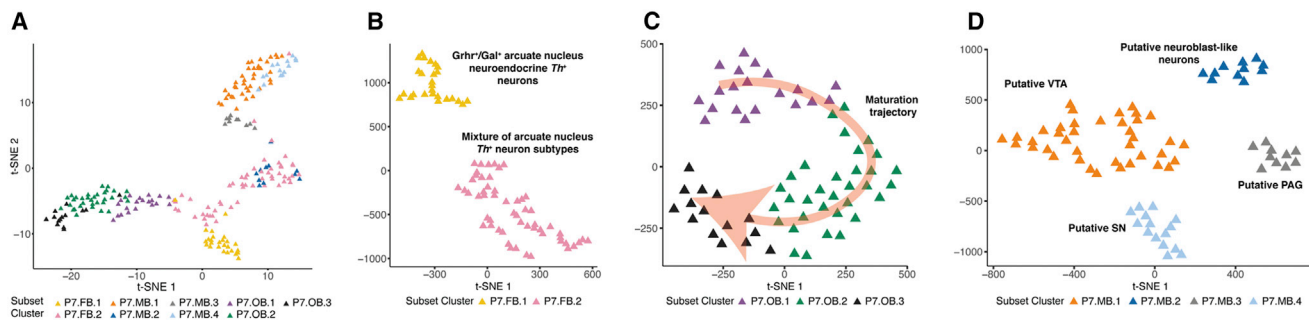 A
t-SNE 2
10
0
−10
−20
−10
0
10
t-SNE 1
Subset Cluster
P7.FB.1 P7.MB.1 P7.MB.3 P7.OB.1 P7.OB.3
P7.FB.2 P7.MB.2 P7.MB.4 P7.OB.2
B
Grhr⁺/Gal⁺ arcuate nucleus
neuroendocrine Th⁺
neurons
Mixture of arcuate nucleus
Th⁺ neuron subtypes
1000
500
0
−500
−1000
−300
0
300
600
t-SNE 1
Subset Cluster P7.FB.1 P7.FB.2
C
Maturation
trajectory
500
250
0
−250
−250
0
250
500
t-SNE 1
Subset Cluster P7.OB.1 P7.OB.2 P7.OB.3
D
Putative neuroblast-like
neurons
Putative VTA
Putative PAG
Putative SN
1000
500
0
−500
−1000
−800
−400
0
400
t-SNE 1
Subset Cluster P7.MB.1 P7.MB.2 P7.MB.3 P7.MB.4